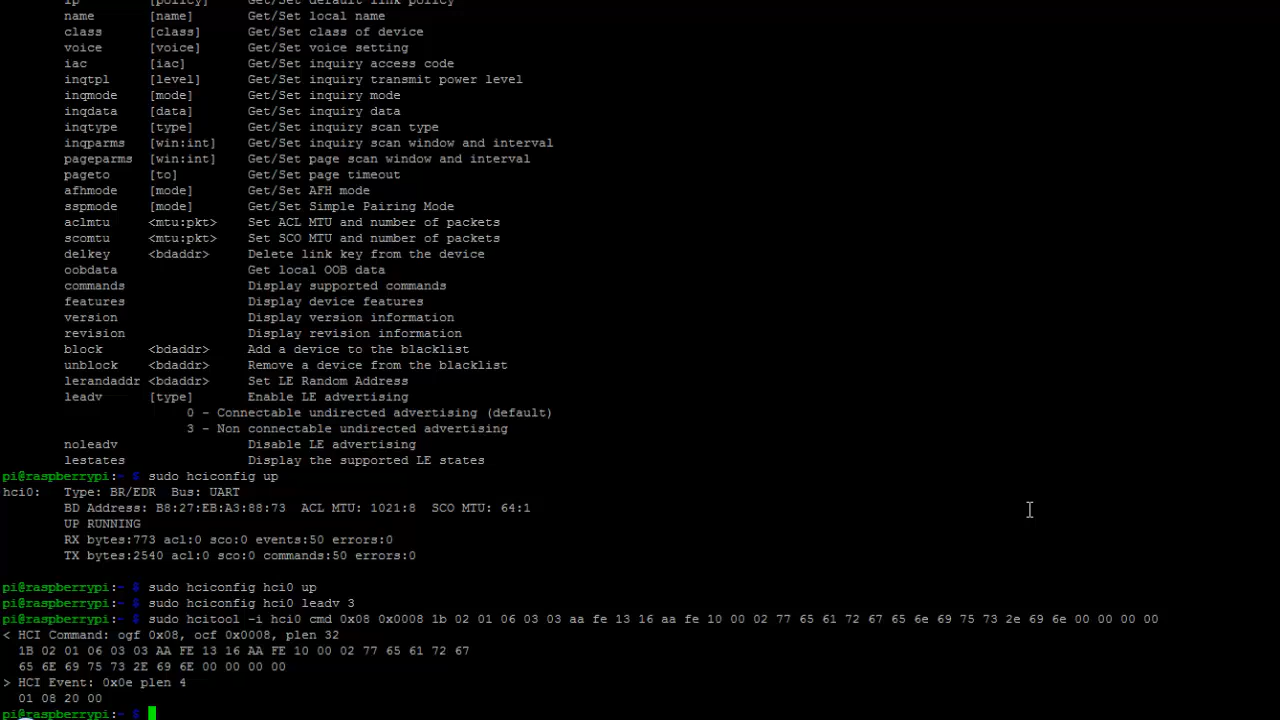 lp [policy] Get/Set default link policy
name [name] Get/Set local name
class [class] Get/Set class of device
voice [voice] Get/Set voice setting
iac [iac] Get/Set inquiry access code
inqtpl [level] Get/Set inquiry transmit power level
inqmode [mode] Get/Set inquiry mode
inqdata [data] Get/Set inquiry data
inqtype [type] Get/Set inquiry scan type
inqparms [win:int] Get/Set inquiry scan window and interval
pageparms [win:int] Get/Set page scan window and interval
pageto [to] Get/Set page timeout
afhmode [mode] Get/Set AFH mode
sspmode [mode] Get/Set Simple Pairing Mode
aclmtu <mtu:pkt> Set ACL MTU and number of packets
scomtu <mtu:pkt> Set SCO MTU and number of packets
delkey <bdaddr> Delete link key from the device
oobdata Get local OOB data
commands Display supported commands
features Display device features
version Display version information
revision Display revision information
block <bdaddr> Add a device to the blacklist
unblock <bdaddr> Remove a device from the blacklist
lerandaddr <bdaddr> Set LE Random Address
leadv [type] Enable LE advertising
0 - Connectable undirected advertising (default)
3 - Non connectable undirected advertising
noleadv Disable LE advertising
lestates Display the supported LE states
pi@raspberrypi:~ $ sudo hciconfig up
hci0: Type: BR/EDR Bus: UART
BD Address: B8:27:EB:A3:88:73 ACL MTU: 1021:8 SCO MTU: 64:1
UP RUNNING
RX bytes:773 acl:0 sco:0 events:50 errors:0
TX bytes:2540 acl:0 sco:0 commands:50 errors:0
pi@raspberrypi:~ $ sudo hciconfig hci0 up
pi@raspberrypi:~ $ sudo hciconfig hci0 leadv 3
pi@raspberrypi:~ $ sudo hcitool -i hci0 cmd 0x08 0x0008 1b 02 01 06 03 03 aa fe 13 16 aa fe 10 00 02 77 65 61 72 67 65 6e 69 75 73 2e 69 6e 00 00 00 00
< HCI Command: ogf 0x08, ocf 0x0008, plen 32
1B 02 01 06 03 03 AA FE 13 16 AA FE 10 00 02 77 65 61 72 67
65 6E 69 75 73 2E 69 6E 00 00 00 00
> HCI Event: 0x0e plen 4
01 08 20 00
pi@raspberrypi:~ $